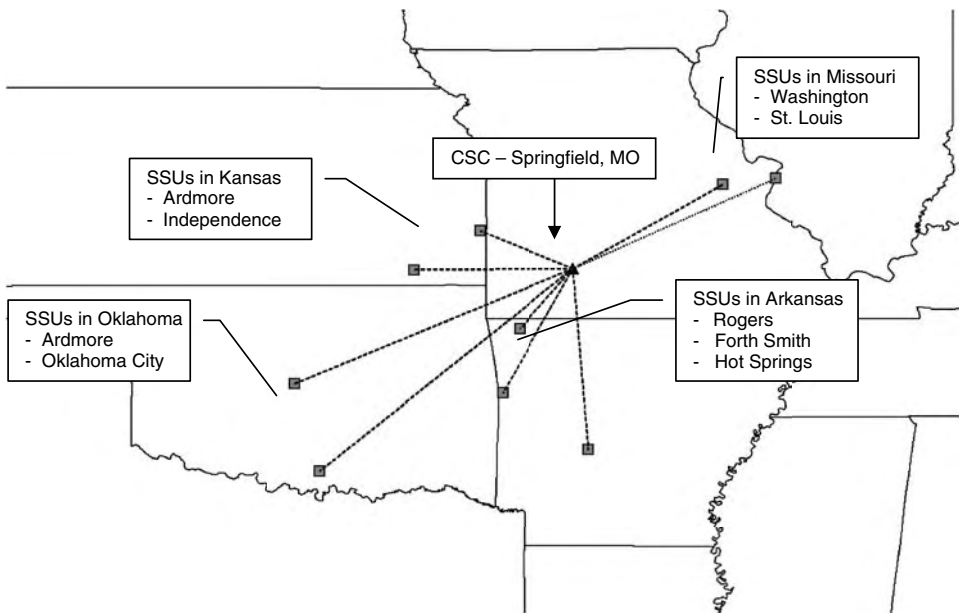 SSUs in Missouri
- Washington
- St. Louis
CSC – Springfield, MO
SSUs in Kansas
- Ardmore
- Independence
SSUs in Oklahoma
- Ardmore
- Oklahoma City
SSUs in Arkansas
- Rogers
- Forth Smith
- Hot Springs